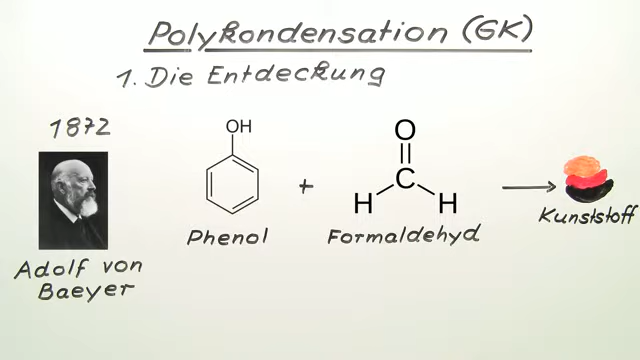 Polykondensation (GK)
1. Die Entdeckung
1872
OH
O
C
H H
+
Phenol
Formaldehyd
Kunststoff
Adolf von
Baeyer